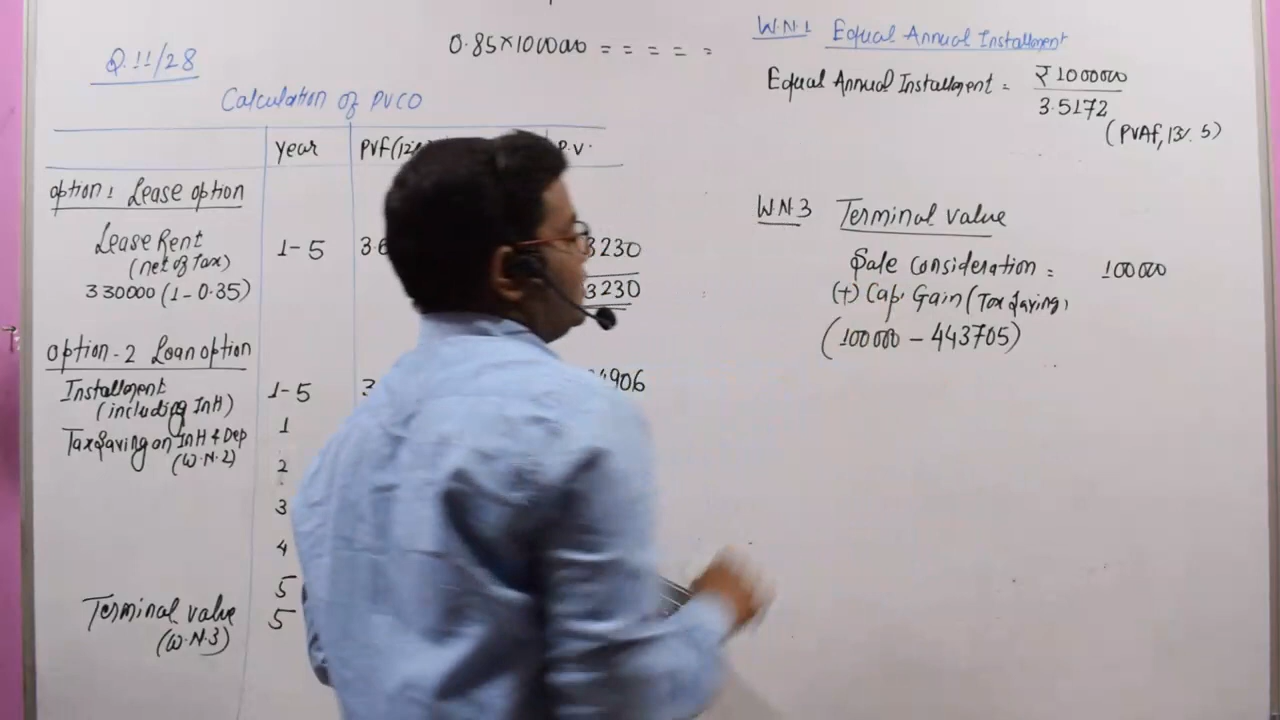 Q.11/28
0.85×1000000 = = = = = =
Calculation of PVCO
year PVf(12%
P.V.
option 1 Lease option
Lease Rent
(net of Tax)
1-5
3.6
3230
330000 (1-0.35)
3230
option-2 Loan option
Installment
(including Int)
1-5
3
4906
Tax Saving on Int & Dep
(W.N.2)
1
2
3
4
5
Terminal value
(W.N.3)
5
W.N.1 Equal Annual Installment
Equal Annual Installment = ₹1000000
3.5172
(PVAf, 13%. 5)
W.N.3 Terminal value
Sale Consideration = 100000
(+) Cap. Gain (Tax Saving)
(100000 - 443705)